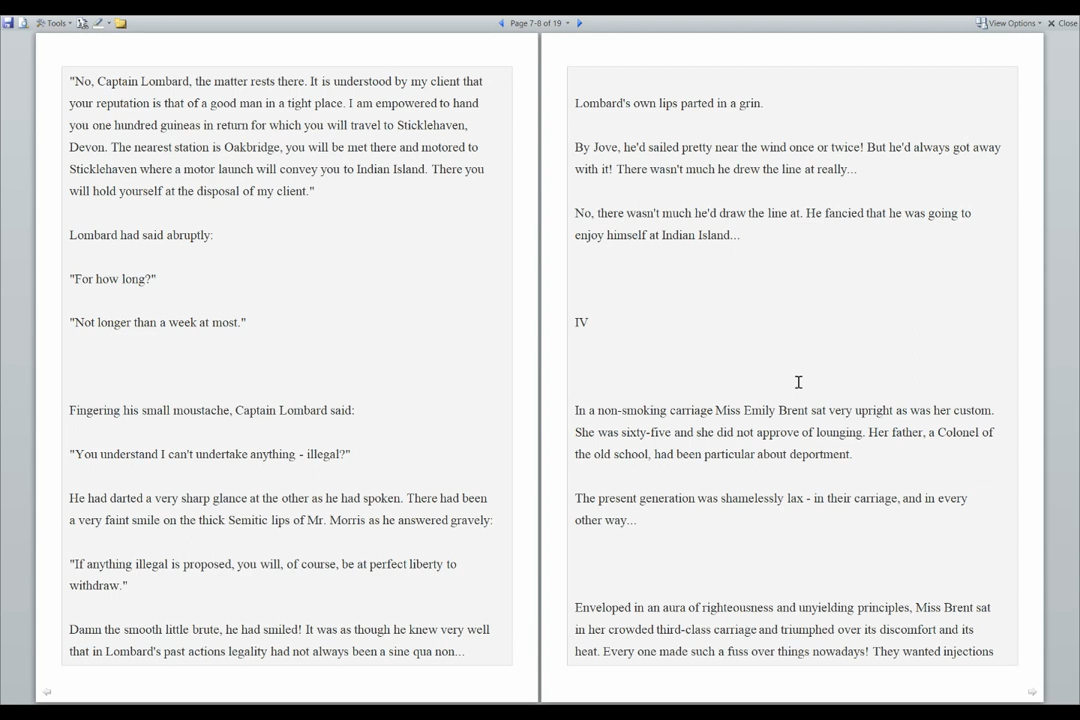 Tools
Page 7-8 of 19
View Options
Close
"No, Captain Lombard, the matter rests there. It is understood by my client that
your reputation is that of a good man in a tight place. I am empowered to hand
you one hundred guineas in return for which you will travel to Sticklehaven,
Devon. The nearest station is Oakbridge, you will be met there and motored to
Sticklehaven where a motor launch will convey you to Indian Island. There you
will hold yourself at the disposal of my client."
Lombard had said abruptly:
"For how long?"
"Not longer than a week at most."
Fingering his small moustache, Captain Lombard said:
"You understand I can't undertake anything - illegal?"
He had darted a very sharp glance at the other as he had spoken. There had been
a very faint smile on the thick Semitic lips of Mr. Morris as he answered gravely:
"If anything illegal is proposed, you will, of course, be at perfect liberty to
withdraw."
Damn the smooth little brute, he had smiled! It was as though he knew very well
that in Lombard's past actions legality had not always been a sine qua non...
Lombard's own lips parted in a grin.
By Jove, he'd sailed pretty near the wind once or twice! But he'd always got away
with it! There wasn't much he drew the line at really...
No, there wasn't much he'd draw the line at. He fancied that he was going to
enjoy himself at Indian Island...
IV
In a non-smoking carriage Miss Emily Brent sat very upright as was her custom.
She was sixty-five and she did not approve of lounging. Her father, a Colonel of
the old school, had been particular about deportment.
The present generation was shamelessly lax - in their carriage, and in every
other way...
Enveloped in an aura of righteousness and unyielding principles, Miss Brent sat
in her crowded third-class carriage and triumphed over its discomfort and its
heat. Every one made such a fuss over things nowadays! They wanted injections